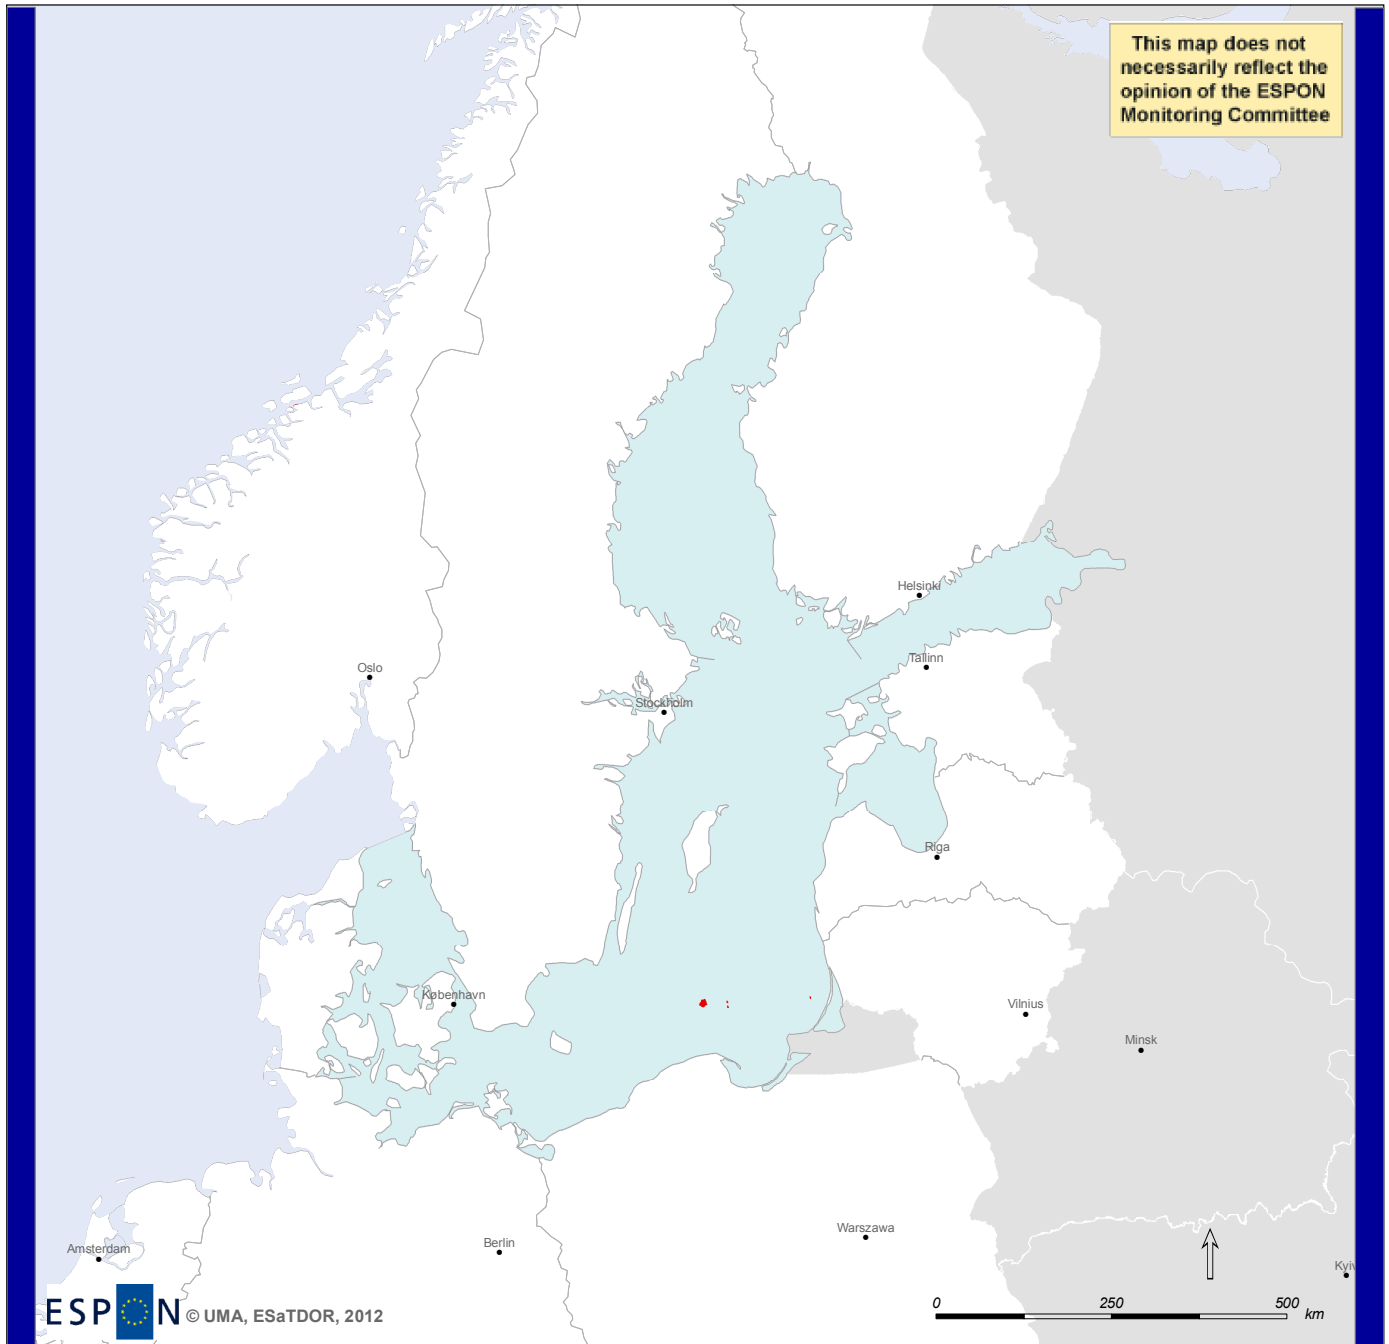 This map does not
necessarily reflect the
opinion of the ESPON
Monitoring Committee
Helsinki
Tallinn
Oslo
Stockholm
Riga
København
Vilnius
Minsk
Warszawa
Berlin
Amsterdam
Kyiv
0 250 500 km
ESPON © UMA, ESaTDOR, 2012